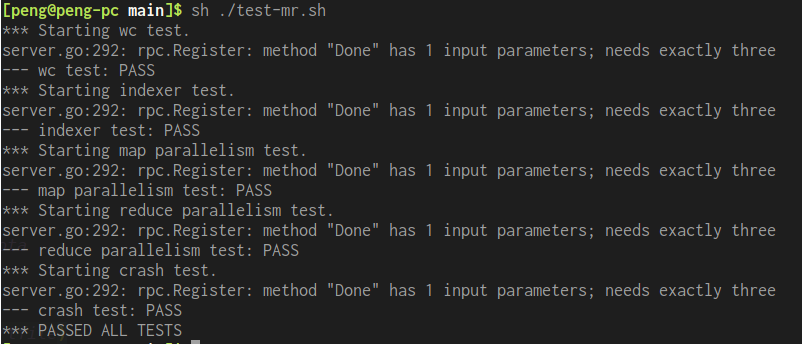 [peng@peng-pc main]$ sh ./test-mr.sh
*** Starting wc test.
server.go:292: rpc.Register: method "Done" has 1 input parameters; needs exactly three
--- wc test: PASS
*** Starting indexer test.
server.go:292: rpc.Register: method "Done" has 1 input parameters; needs exactly three
--- indexer test: PASS
*** Starting map parallelism test.
server.go:292: rpc.Register: method "Done" has 1 input parameters; needs exactly three
--- map parallelism test: PASS
*** Starting reduce parallelism test.
server.go:292: rpc.Register: method "Done" has 1 input parameters; needs exactly three
--- reduce parallelism test: PASS
*** Starting crash test.
server.go:292: rpc.Register: method "Done" has 1 input parameters; needs exactly three
--- crash test: PASS
*** PASSED ALL TESTS